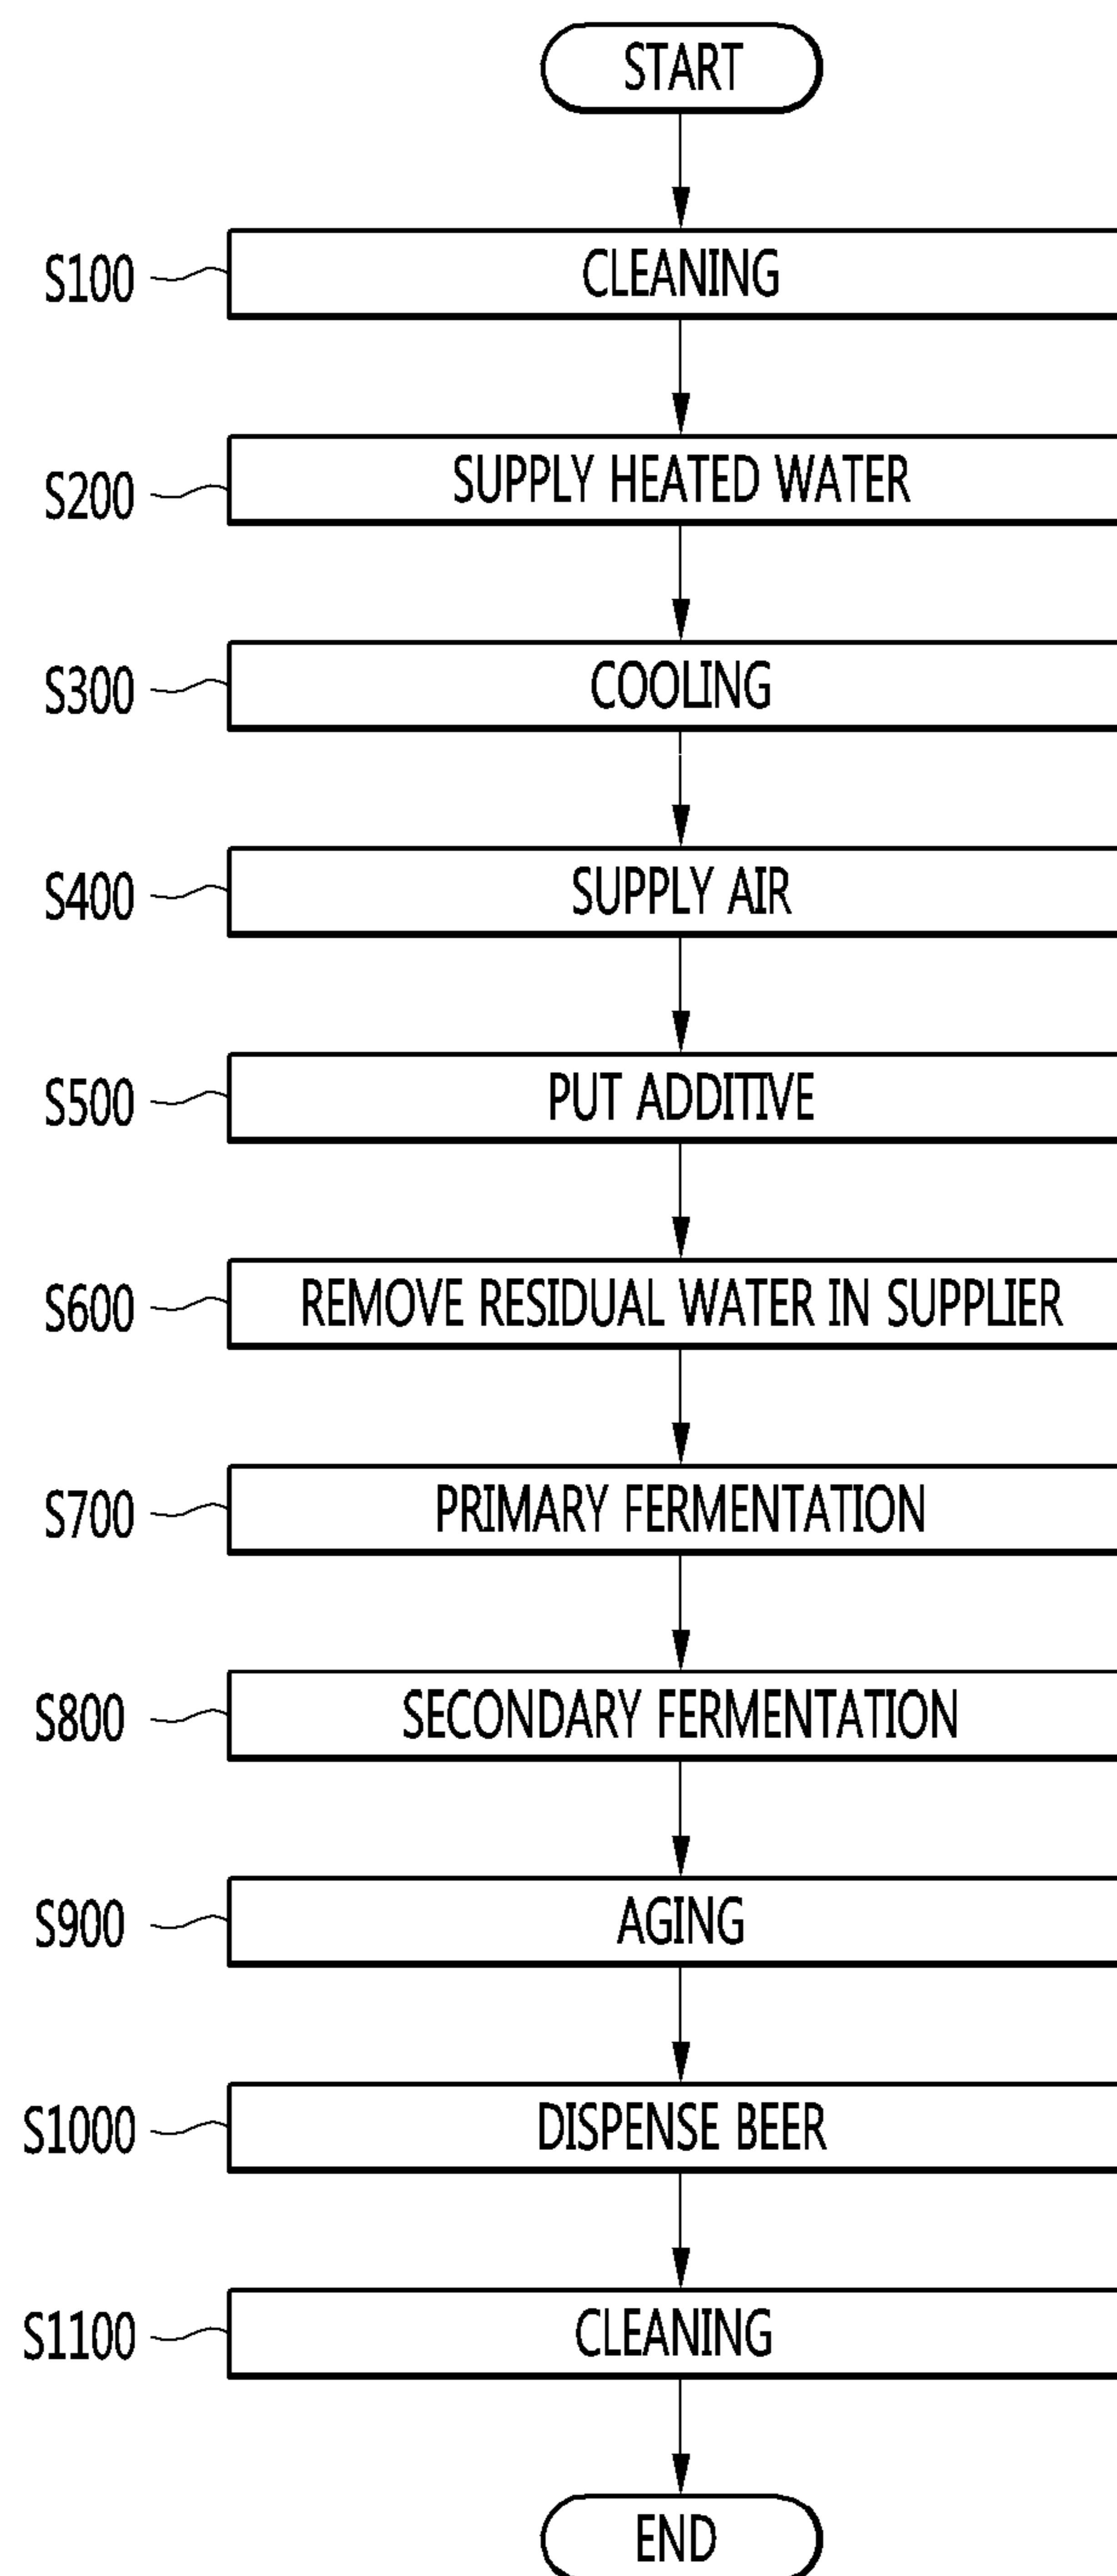 START
S100 CLEANING
S200 SUPPLY HEATED WATER
S300 COOLING
S400 SUPPLY AIR
S500 PUT ADDITIVE
S600 REMOVE RESIDUAL WATER IN SUPPLIER
S700 PRIMARY FERMENTATION
S800 SECONDARY FERMENTATION
S900 AGING
S1000 DISPENSE BEER
S1100 CLEANING
END